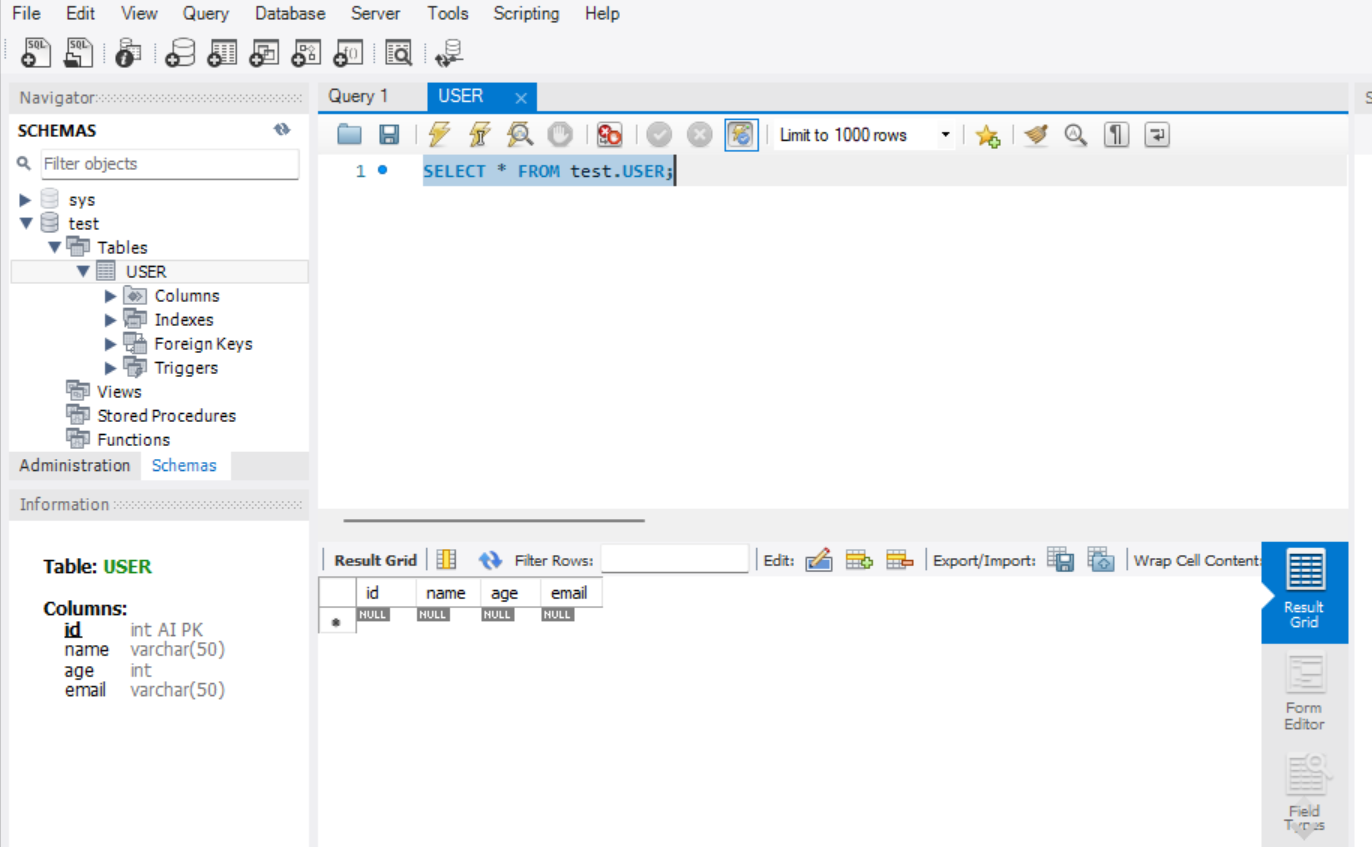 File Edit View Query Database Server Tools Scripting Help
SQL SQL
Navigator
SCHEMAS
Filter objects
sys
test
Tables
USER
Columns
Indexes
Foreign Keys
Triggers
Views
Stored Procedures
Functions
Administration Schemas
Information
Table: USER
Columns:
id int AI PK
name varchar(50)
age int
email varchar(50)
Query 1 USER
Limit to 1000 rows
1 SELECT * FROM test.USER;
Result Grid Filter Rows: Edit: Export/Import: Wrap Cell Content:
id name age email
NULL NULL NULL NULL
Result
Grid
Form
Editor
Field
Types
S